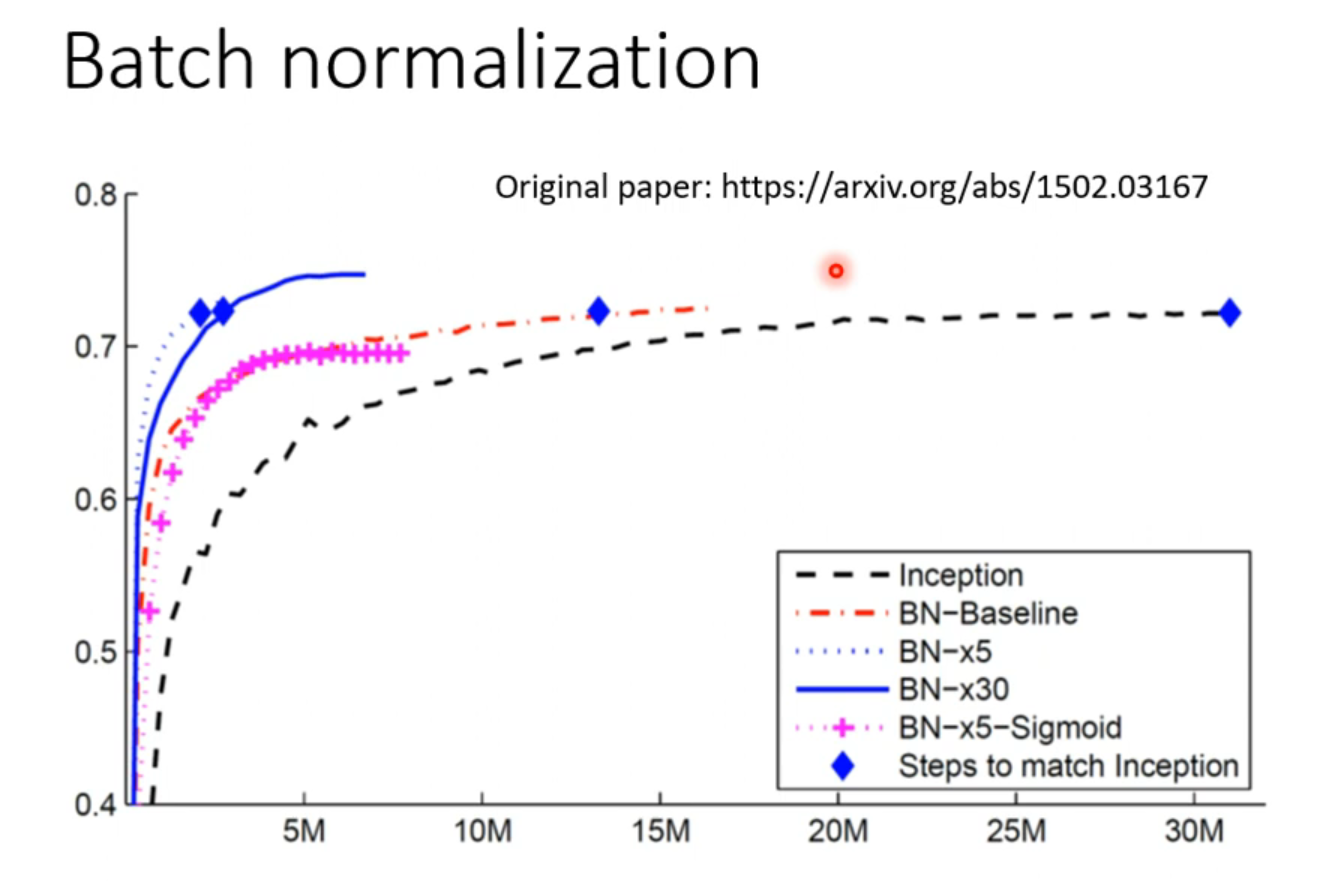 Batch normalization
Original paper: https://arxiv.org/abs/1502.03167
0.8
0.7
0.6
0.5
0.4
5M
10M
15M
20M
25M
30M
Inception
BN−Baseline
BN−x5
BN−x30
BN−x5−Sigmoid
Steps to match Inception